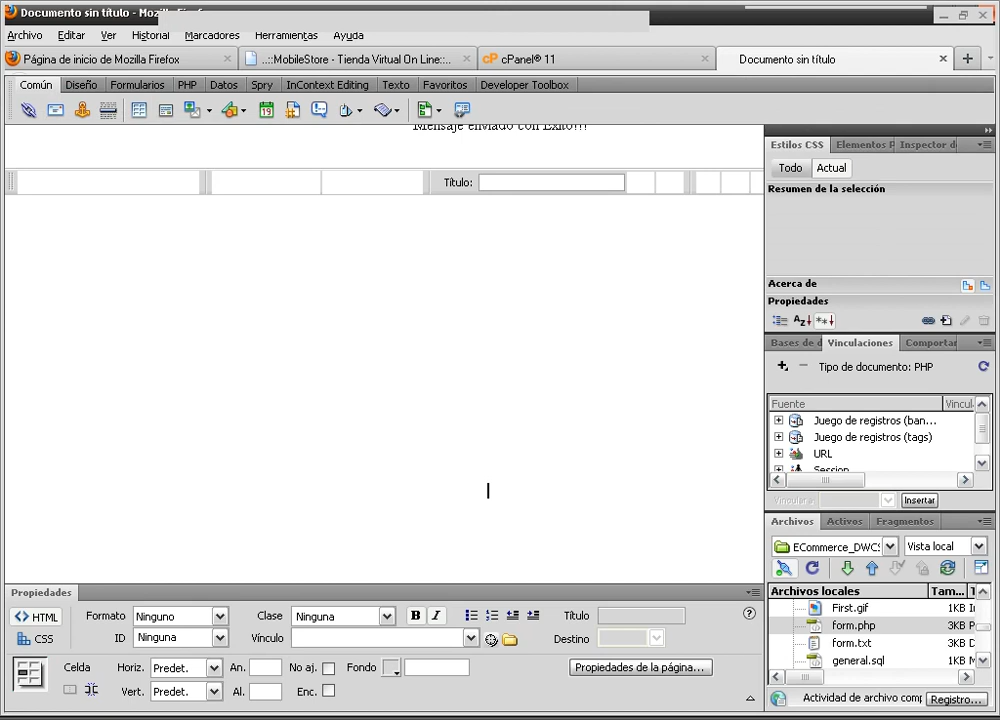 Documento sin título - Mozilla Firefox
Archivo Editar Ver Historial Marcadores Herramientas Ayuda
Página de inicio de Mozilla Firefox ..::MobileStore - Tienda Virtual On Line::.. cPanel® 11 Documento sin título
Común Diseño Formularios PHP Datos Spry InContext Editing Texto Favoritos Developer Toolbox
Mensaje enviado con Éxito!!!
Título:
Estilos CSS Elementos P Inspector d
Todo Actual
Resumen de la selección
Acerca de
Propiedades
Bases de d Vinculaciones Comportar
Tipo de documento: PHP
Fuente Vincul
Juego de registros (ban...
Juego de registros (tags)
URL
Session
Vincular a Insertar
Archivos Activos Fragmentos
ECommerce_DWCS Vista local
Archivos locales Tam... T
First.gif 1KB I
form.php 3KB P
form.txt 3KB D
general.sql 1KB
Actividad de archivo comp Registro...
Propiedades
<> HTML Formato Ninguno Clase Ninguna B I Título
CSS ID Ninguna Vínculo Destino
Celda Horiz. Predet. An. No aj. Fondo Propiedades de la página...
Vert. Predet. Al. Enc.